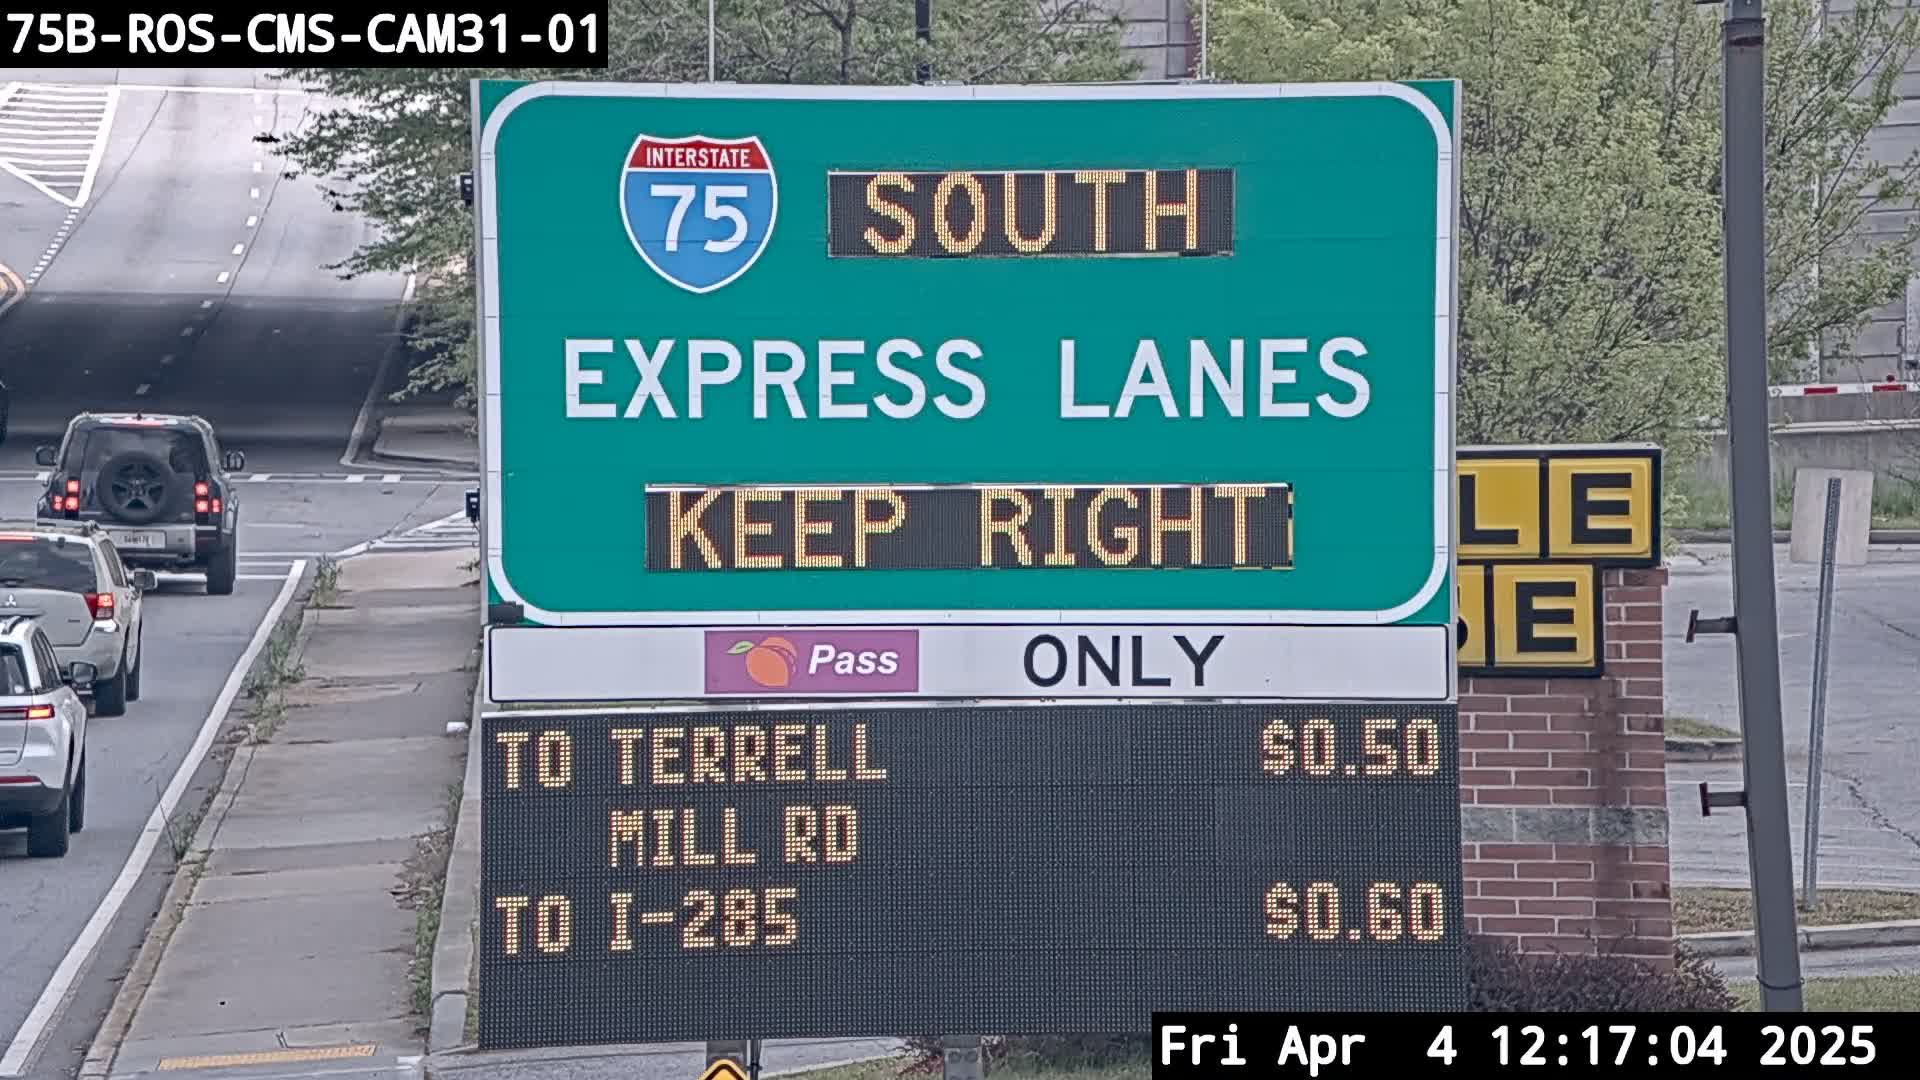 75B-ROS-CMS-CAM31-01
INTERSTATE
75
SOUTH
EXPRESS LANES
KEEP RIGHT
LE
E
Pass ONLY
TO TERRELL $0.50
MILL RD
TO I-285 $0.60
Fri Apr 4 12:17:04 2025